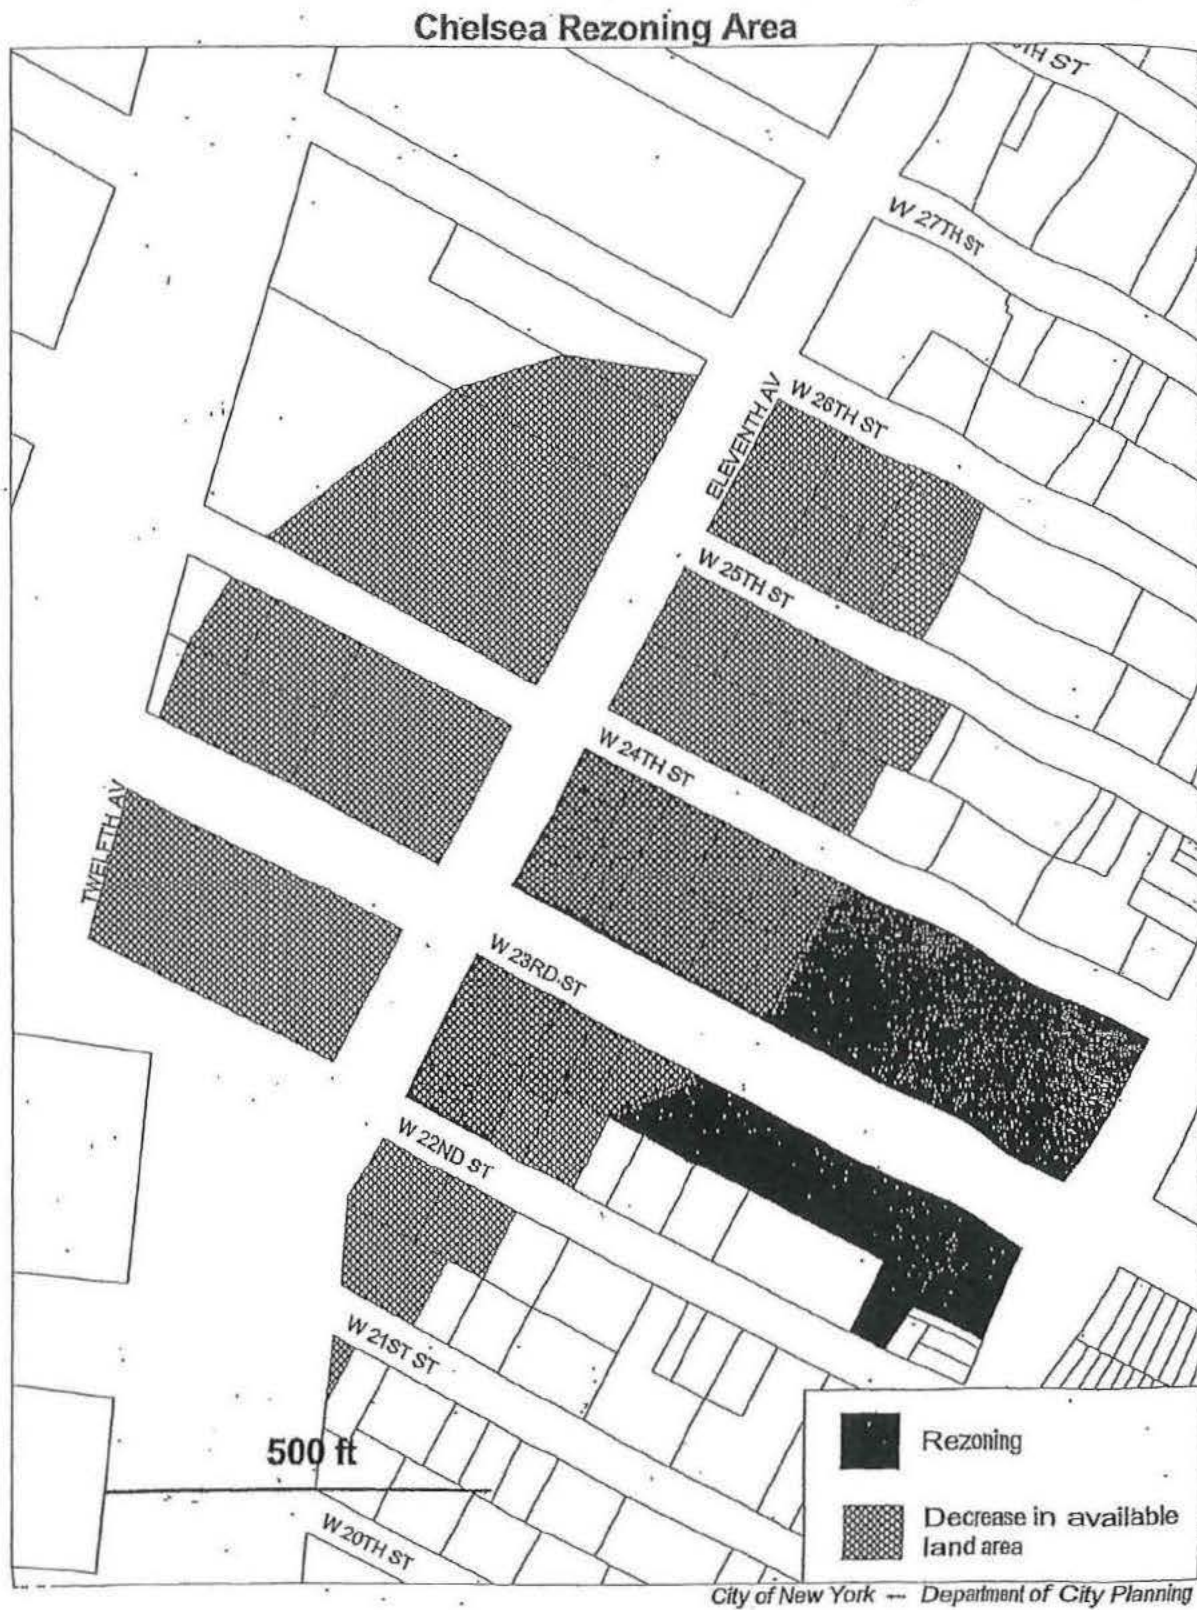 Chelsea Rezoning Area
TH ST
W 27TH ST
W 26TH ST
ELEVENTH AV
W 25TH ST
W 24TH ST
TWELFTH AV
W 23RD ST
W 22ND ST
W 21ST ST
500 ft
W 20TH ST
Rezoning
Decrease in available
land area
City of New York -- Department of City Planning